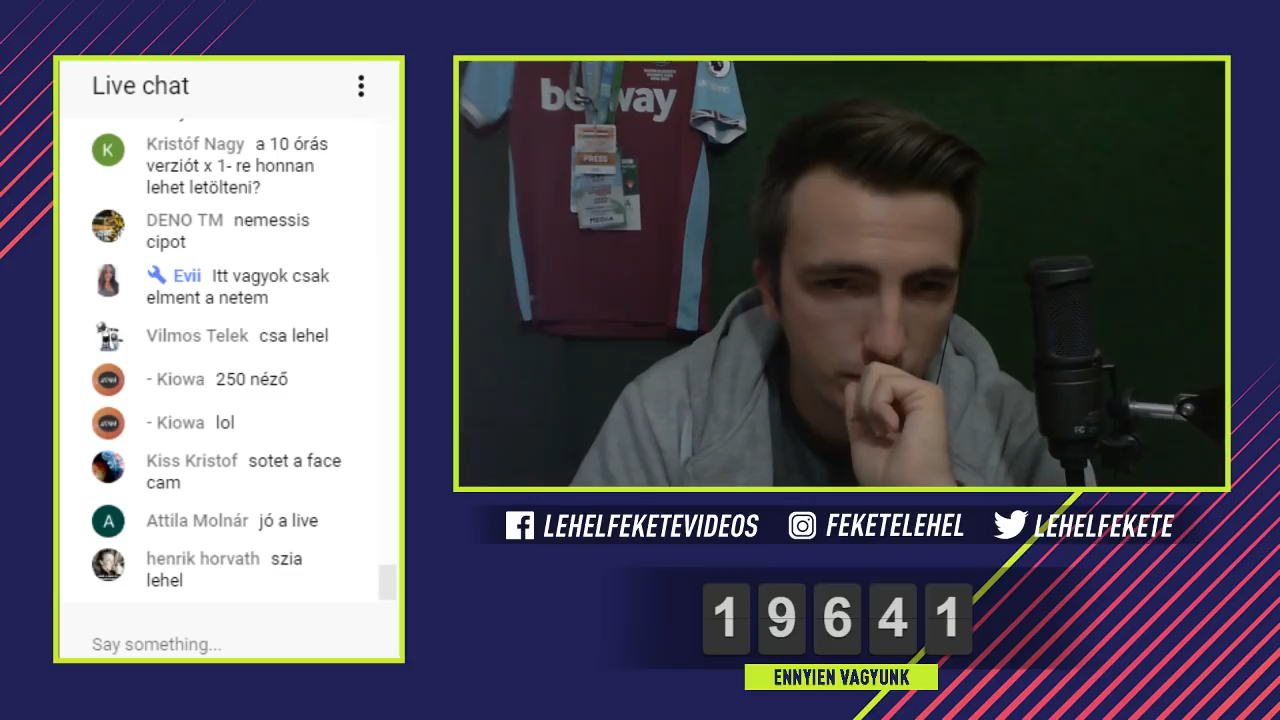 Live chat
Kristóf Nagy a 10 órás
verziót x 1- re honnan
lehet letölteni?
DENO TM nemessis
cipot
Evii Itt vagyok csak
elment a netem
Vilmos Telek csa lehel
- Kiowa 250 néző
- Kiowa lol
Kiss Kristof sotet a face
cam
Attila Molnár jó a live
henrik horvath szia
lehel
Say something...
betway
PRESS
MEDIA
LEHELFEKETEVIDEOS
FEKETELEHEL
LEHELFEKETE
19641
ENNYIEN VAGYUNK